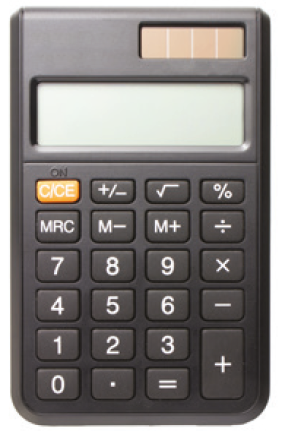 ON
C/CE +/− √ %
MRC M− M+ ÷
7 8 9 ×
4 5 6 −
1 2 3 +
0 · =